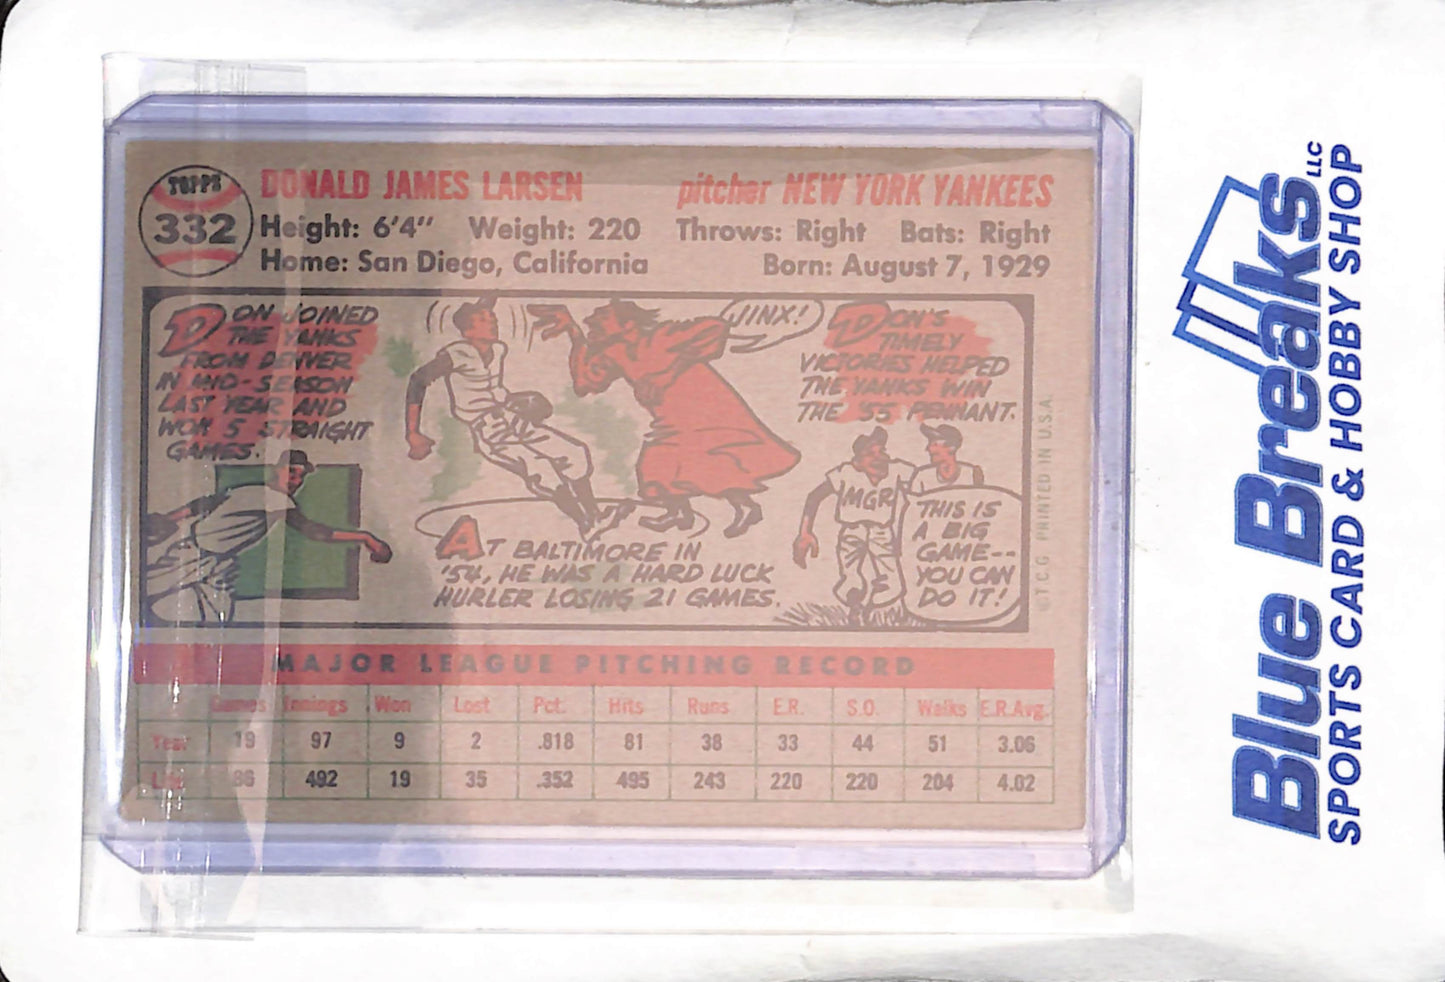 TOPPS
332
DONALD JAMES LARSEN pitcher NEW YORK YANKEES
Height: 6'4" Weight: 220 Throws: Right Bats: Right
Home: San Diego, California Born: August 7, 1929
DON JOINED
THE YANKS
FROM DENVER
IN MID-SEASON
LAST YEAR AND
WON 5 STRAIGHT
GAMES.
JINX!
AT BALTIMORE IN
'54, HE WAS A HARD LUCK
HURLER LOSING 21 GAMES.
DON'S
TIMELY
VICTORIES HELPED
THE YANKS WIN
THE '55 PENNANT.
MGR
THIS IS
A BIG
GAME--
YOU CAN
DO IT!
©T.C.G. PRINTED IN U.S.A.
MAJOR LEAGUE PITCHING RECORD
Games Innings Won Lost Pct. Hits Runs E.R. S.O. Walks E.R.Avg.
Year 19 97 9 2 .818 81 38 33 44 51 3.06
Life 86 492 19 35 .352 495 243 220 220 204 4.02
Blue Breaks LLC
SPORTS CARD & HOBBY SHOP